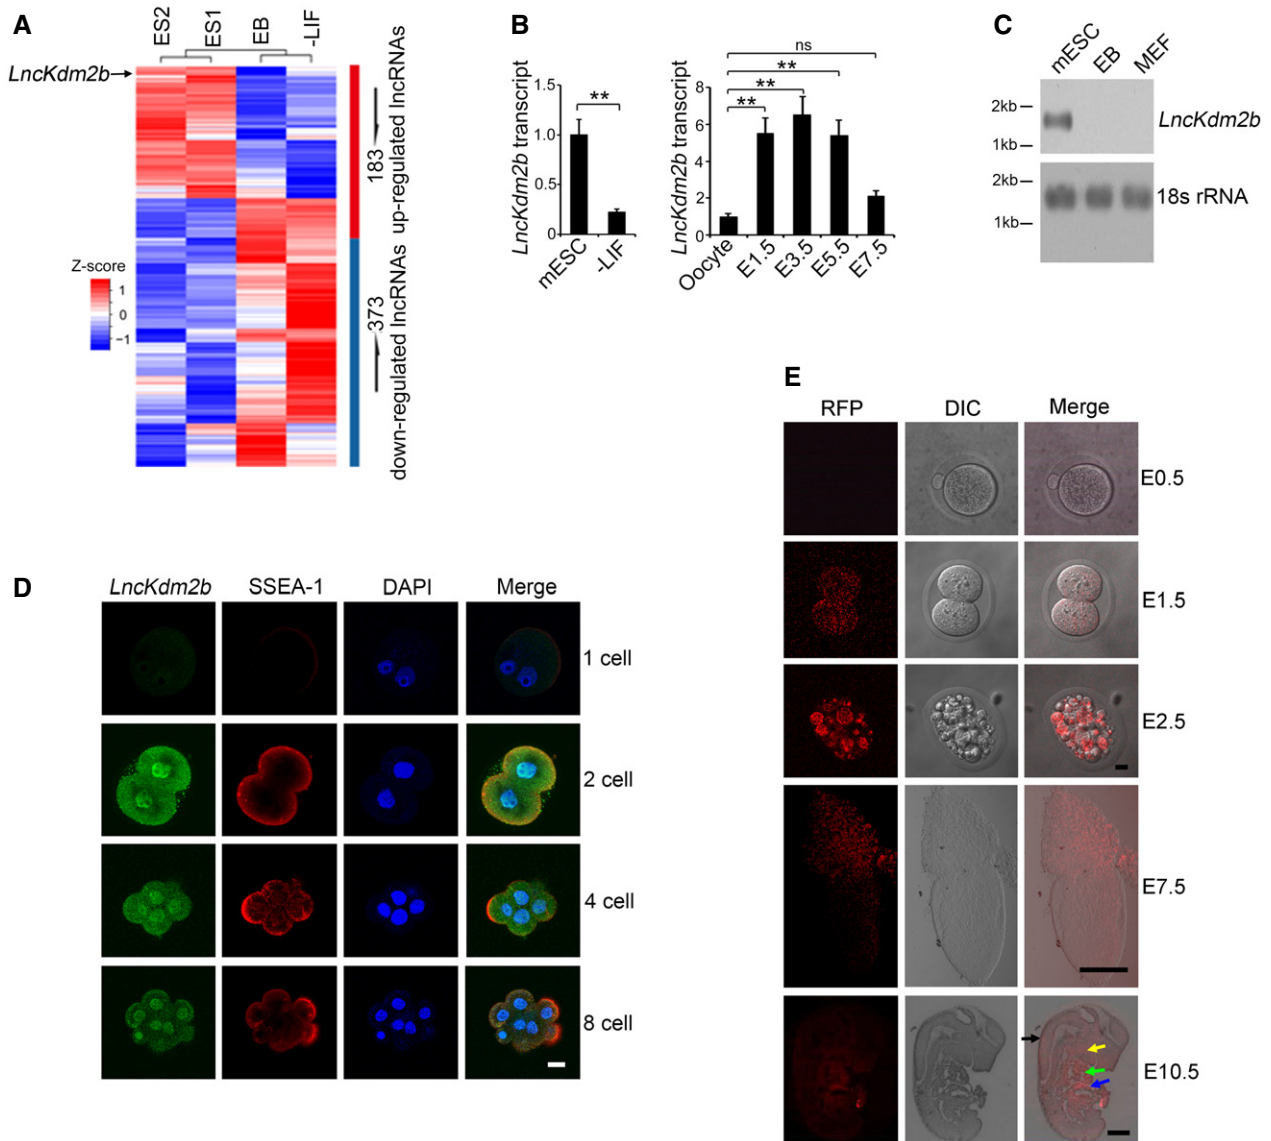 A
ES2
ES1
EB
-LIF
LncKdm2b
183
up-regulated lncRNAs
373
down-regulated lncRNAs
Z-score
1
0
−1
B
LncKdm2b transcript
1.5
1.0
0.5
0
**
mESC
-LIF
LncKdm2b transcript
8
6
4
2
0
ns
**
**
**
Oocyte
E1.5
E3.5
E5.5
E7.5
C
mESC
EB
MEF
2kb
1kb
LncKdm2b
2kb
1kb
18s rRNA
D
LncKdm2b
SSEA-1
DAPI
Merge
1 cell
2 cell
4 cell
8 cell
E
RFP
DIC
Merge
E0.5
E1.5
E2.5
E7.5
E10.5